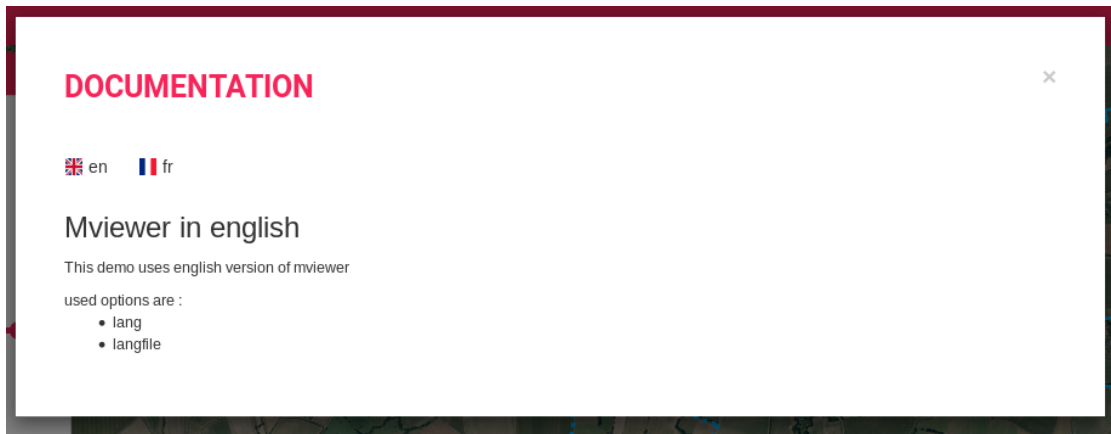 DOCUMENTATION
×
en fr
Mviewer in english
This demo uses english version of mviewer
used options are :
• lang
• langfile